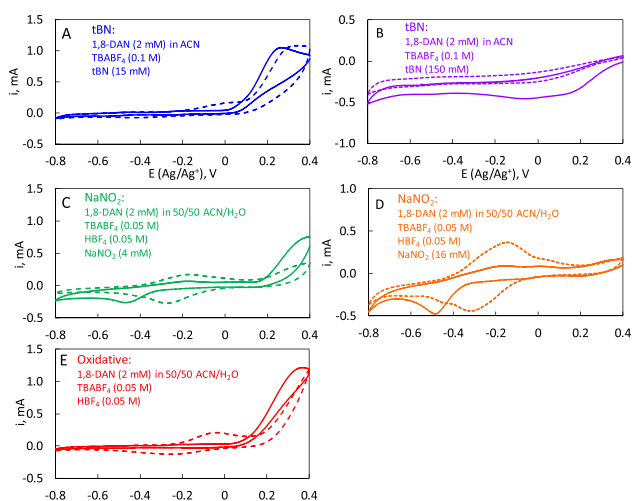 A
tBN:
1,8-DAN (2 mM) in ACN
TBABF4 (0.1 M)
tBN (15 mM)
i, mA
1.5
1.0
0.5
0.0
-0.5
-0.8 -0.6 -0.4 -0.2 0 0.2 0.4
E (Ag/Ag⁺), V
B
tBN:
1,8-DAN (2 mM) in ACN
TBABF4 (0.1 M)
tBN (150 mM)
i, mA
0.5
0.0
-0.5
-1.0
-0.8 -0.6 -0.4 -0.2 0 0.2 0.4
E (Ag/Ag⁺), V
C
NaNO2:
1,8-DAN (2 mM) in 50/50 ACN/H2O
TBABF4 (0.05 M)
HBF4 (0.05 M)
NaNO2 (4 mM)
i, mA
1.5
1.0
0.5
0.0
-0.5
-0.8 -0.6 -0.4 -0.2 0 0.2 0.4
D
NaNO2:
1,8-DAN (2 mM) in 50/50 ACN/H2O
TBABF4 (0.05 M)
HBF4 (0.05 M)
NaNO2 (16 mM)
i, mA
1.0
0.5
0.0
-0.5
-0.8 -0.6 -0.4 -0.2 0 0.2 0.4
E
Oxidative:
1,8-DAN (2 mM) in 50/50 ACN/H2O
TBABF4 (0.05 M)
HBF4 (0.05 M)
i, mA
1.5
1.0
0.5
0.0
-0.5
-0.8 -0.6 -0.4 -0.2 0 0.2 0.4